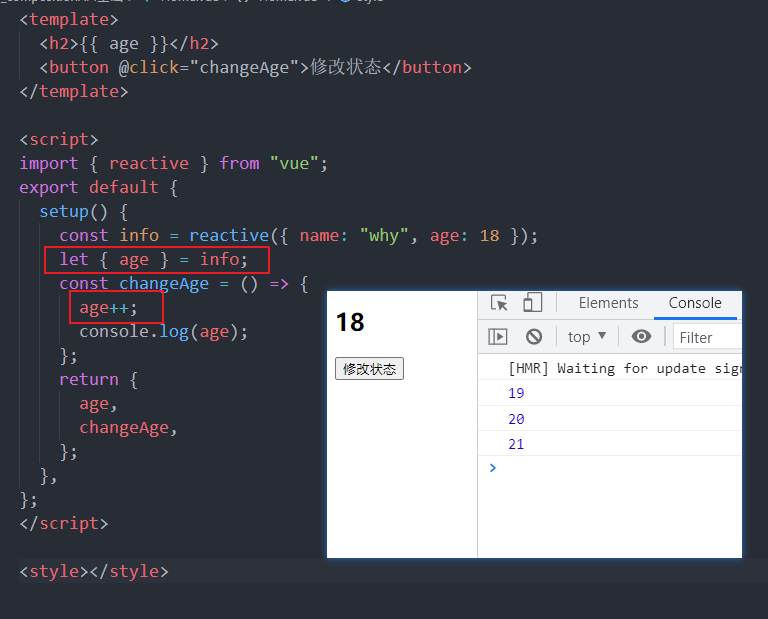 <template>
<h2>{{ age }}</h2>
<button @click="changeAge">修改状态</button>
</template>
<script>
import { reactive } from "vue";
export default {
setup() {
const info = reactive({ name: "why", age: 18 });
let { age } = info;
const changeAge = () => {
age++;
console.log(age);
};
return {
age,
changeAge,
};
},
};
</script>
<style></style>
18
修改状态
Elements Console
top Filter
[HMR] Waiting for update sig
19
20
21